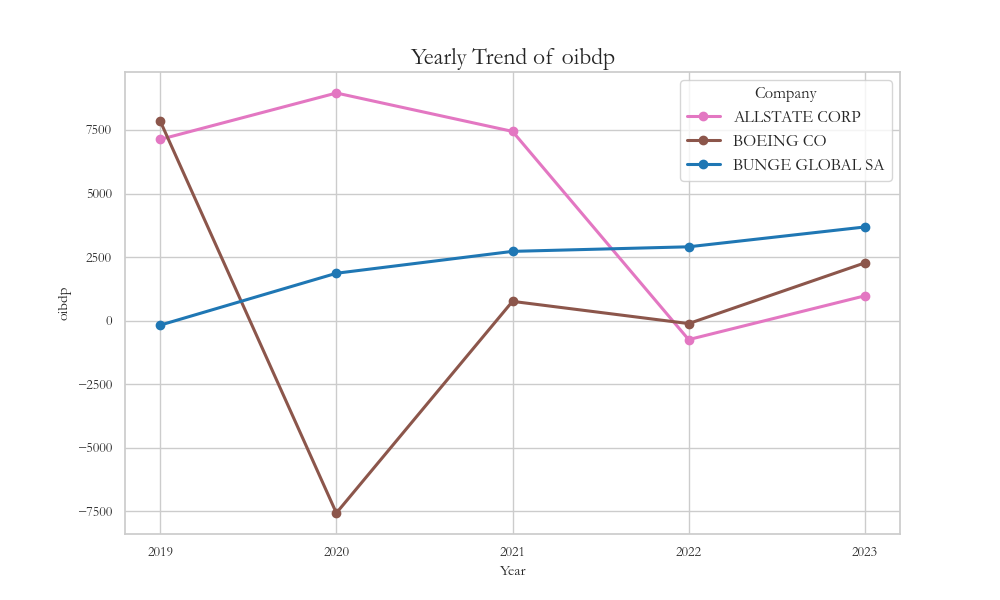 Yearly Trend of oibdp
Company
ALLSTATE CORP
BOEING CO
BUNGE GLOBAL SA
7500
5000
2500
0
−2500
−5000
−7500
oibdp
2019 2020 2021 2022 2023
Year